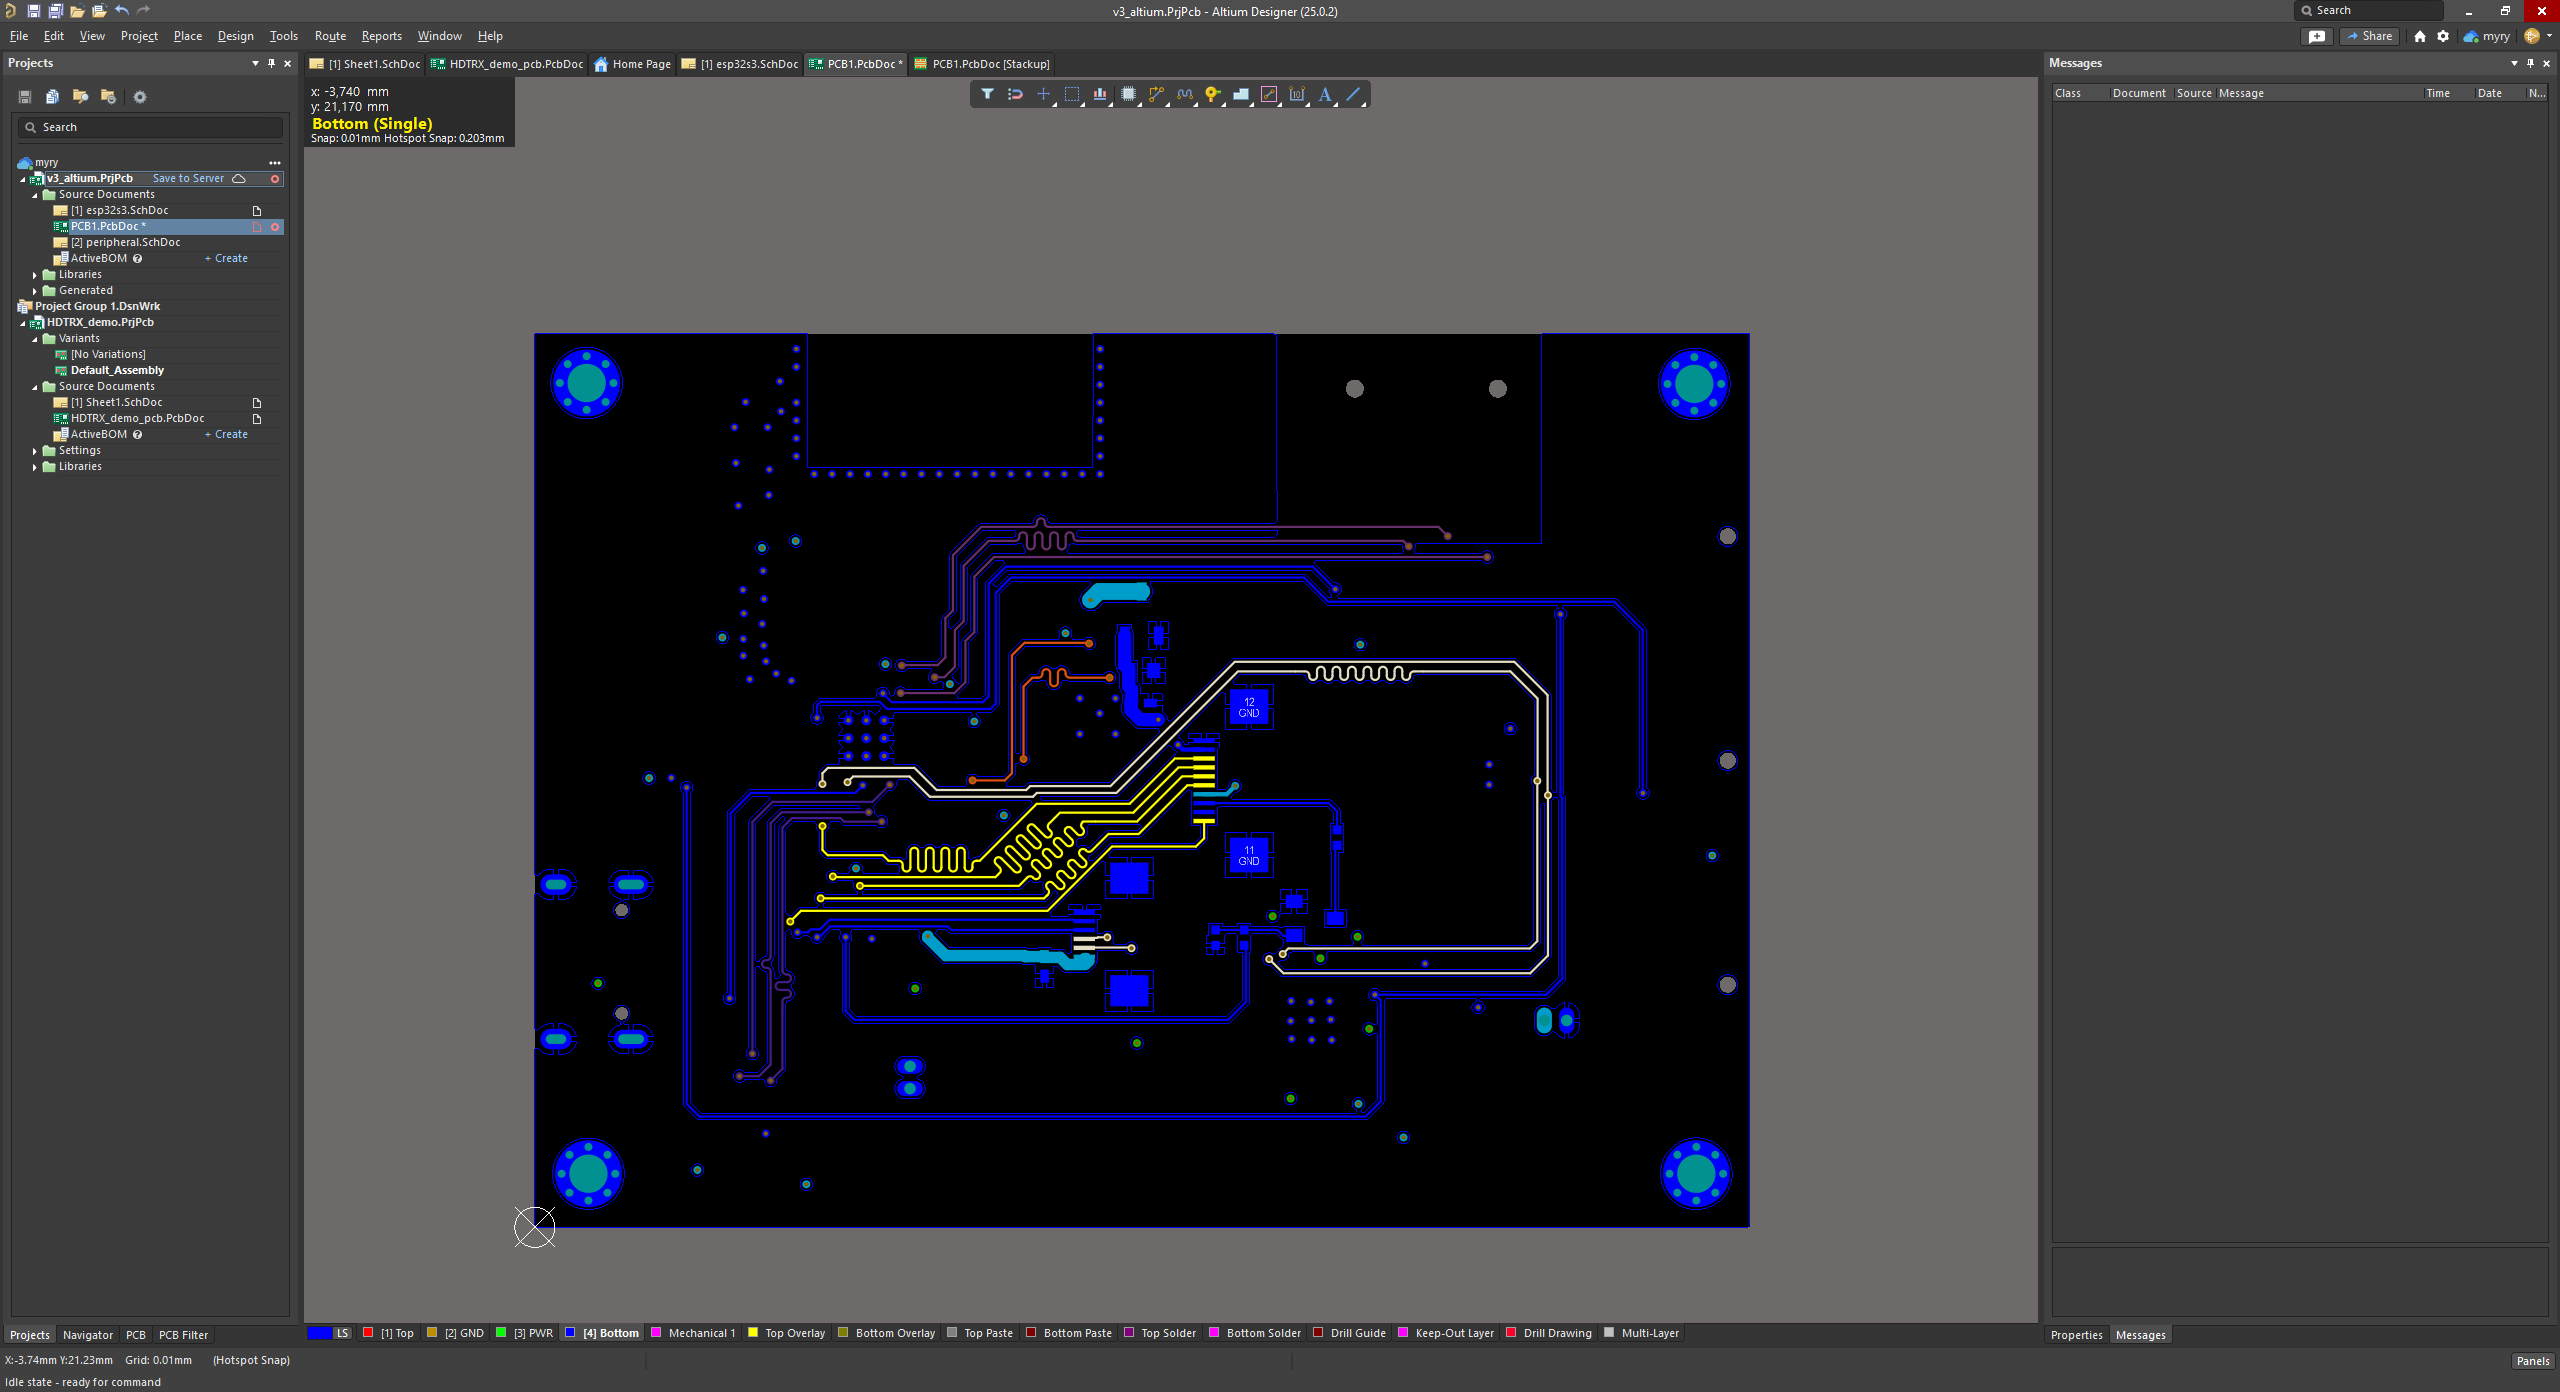 v3_altium.PrjPcb - Altium Designer (25.0.2)
Search
File Edit View Project Place Design Tools Route Reports Window Help
Share
myry
Projects
Search
myry
v3_altium.PrjPcb Save to Server
Source Documents
[1] esp32s3.SchDoc
PCB1.PcbDoc *
[2] peripheral.SchDoc
ActiveBOM + Create
Libraries
Generated
Project Group 1.DsnWrk
HDTRX_demo.PrjPcb
Variants
[No Variations]
Default_Assembly
Source Documents
[1] Sheet1.SchDoc
HDTRX_demo_pcb.PcbDoc
ActiveBOM + Create
Settings
Libraries
Projects Navigator PCB PCB Filter
[1] Sheet1.SchDoc HDTRX_demo_pcb.PcbDoc Home Page [1] esp32s3.SchDoc PCB1.PcbDoc * PCB1.PcbDoc [Stackup]
x: -3,740 mm
y: 21,170 mm
Bottom (Single)
Snap: 0.01mm Hotspot Snap: 0.203mm
12
GND
11
GND
LS [1] Top [2] GND [3] PWR [4] Bottom Mechanical 1 Top Overlay Bottom Overlay Top Paste Bottom Paste Top Solder Bottom Solder Drill Guide Keep-Out Layer Drill Drawing Multi-Layer
Messages
Class Document Source Message Time Date N...
Properties Messages
X:-3.74mm Y:21.23mm Grid: 0.01mm (Hotspot Snap)
Panels
Idle state - ready for command